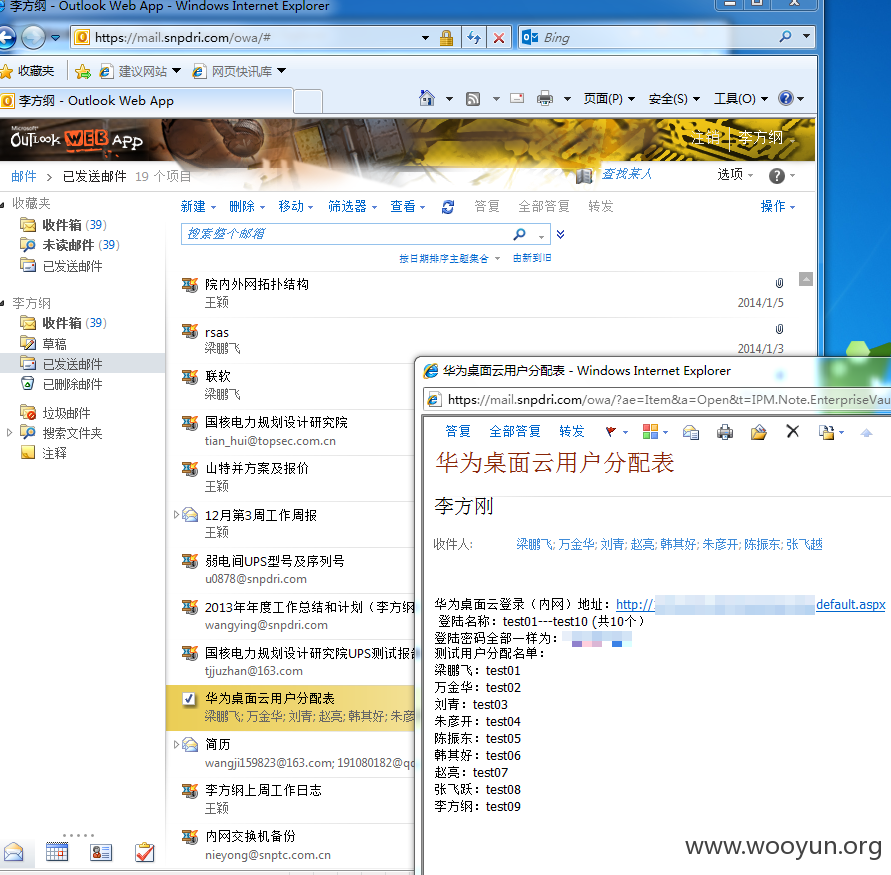 李方纲 - Outlook Web App - Windows Internet Explorer
https://mail.snpdri.com/owa/#
Bing
收藏夹 建议网站 网页快讯库
李方纲 - Outlook Web App
页面(P) 安全(S) 工具(O)
Microsoft
Outlook WEB App
注销 李方纲
邮件 > 已发送邮件 19 个项目
查找某人 选项
收藏夹
收件箱 (39)
未读邮件 (39)
已发送邮件
李方纲
收件箱 (39)
草稿
已发送邮件
已删除邮件
垃圾邮件
搜索文件夹
注释
新建 删除 移动 筛选器 查看 答复 全部答复 转发 操作
搜索整个邮箱
按日期排序主题集合 由新到旧
院内外网拓扑结构
王颖 2014/1/5
rsas
梁鹏飞 2014/1/3
联软
梁鹏飞
国核电力规划设计研究院
tian_hui@topsec.com.cn
山特并方案及报价
王颖
12月第3周工作周报
王颖
弱电间UPS型号及序列号
u0878@snpdri.com
2013年年度工作总结和计划（李方纲
wangying@snpdri.com
国核电力规划设计研究院UPS测试报告
tjjuzhan@163.com
华为桌面云用户分配表
梁鹏飞; 万金华; 刘青; 赵亮; 韩其好; 朱彦
简历
wangji159823@163.com; 191080182@qq
李方纲上周工作日志
王颖
内网交换机备份
nieyong@snptc.com.cn
华为桌面云用户分配表 - Windows Internet Explorer
https://mail.snpdri.com/owa/?ae=Item&a=Open&t=IPM.Note.EnterpriseVau
答复 全部答复 转发
华为桌面云用户分配表
李方刚
收件人: 梁鹏飞; 万金华; 刘青; 赵亮; 韩其好; 朱彦开; 陈振东; 张飞越
华为桌面云登录（内网）地址：http:// default.aspx
登陆名称：test01---test10 (共10个）
登陆密码全部一样为：
测试用户分配名单：
梁鹏飞：test01
万金华：test02
刘青：test03
朱彦开：test04
陈振东：test05
韩其好：test06
赵亮：test07
张飞跃：test08
李方纲：test09
www.wooyun.org